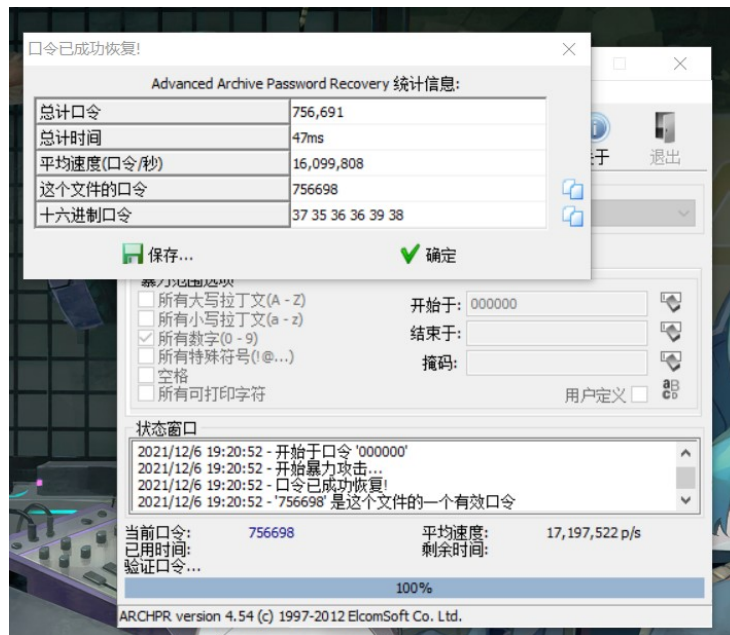 口令已成功恢复!
Advanced Archive Password Recovery 统计信息:
总计口令 756,691
总计时间 47ms
平均速度(口令/秒) 16,099,808
这个文件的口令 756698
十六进制口令 37 35 36 36 39 38
保存... 确定
于 退出
暴力范围选项
所有大写拉丁文(A - Z)
所有小写拉丁文(a - z)
所有数字(0 - 9)
所有特殊符号(!@...)
空格
所有可打印字符
开始于: 000000
结束于:
掩码:
用户定义
状态窗口
2021/12/6 19:20:52 - 开始于口令 '000000'
2021/12/6 19:20:52 - 开始暴力攻击...
2021/12/6 19:20:52 - 口令已成功恢复!
2021/12/6 19:20:52 - '756698' 是这个文件的一个有效口令
当前口令: 756698 平均速度: 17,197,522 p/s
已用时间: 剩余时间:
验证口令...
100%
ARCHPR version 4.54 (c) 1997-2012 ElcomSoft Co. Ltd.